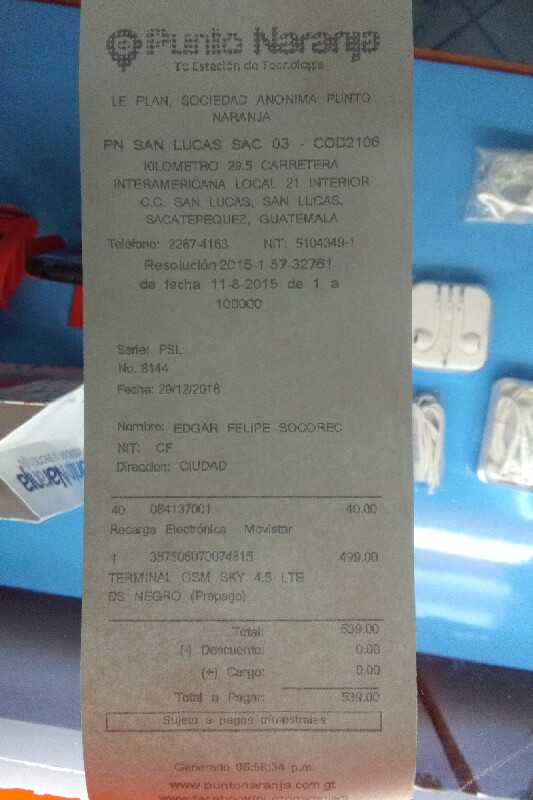 Punto Naranja
Tu Estación de Tecnología
LE PLAN, SOCIEDAD ANONIMA PUNTO
NARANJA
PN SAN LUCAS SAC 03 - COD2106
KILOMETRO 29.5 CARRETERA
INTERAMERICANA LOCAL 21 INTERIOR
C.C. SAN LUCAS, SAN LUCAS,
SACATEPEQUEZ, GUATEMALA
Teléfono: 2267-4163 NIT: 5104349-1
Resolución 2015-1-57-32761
de fecha 11-8-2015 de 1 a
100000
Serie: PSL
No. 8144
Fecha: 29/12/2016
Nombre: EDGAR FELIPE SOCOREC
NIT: CF
Direccion: CIUDAD
40 084137001 40.00
Recarga Electrónica Movistar
1 357506070074815 499.00
TERMINAL GSM SKY 4.5 LTE
DS NEGRO (Prepago)
Total: 539.00
(-) Descuento: 0.00
(+) Cargo: 0.00
Total a Pagar: 539.00
Sujeto a pagos trimestrales
Generado 06:58:34 p.m.
www.puntonaranja.com.gt